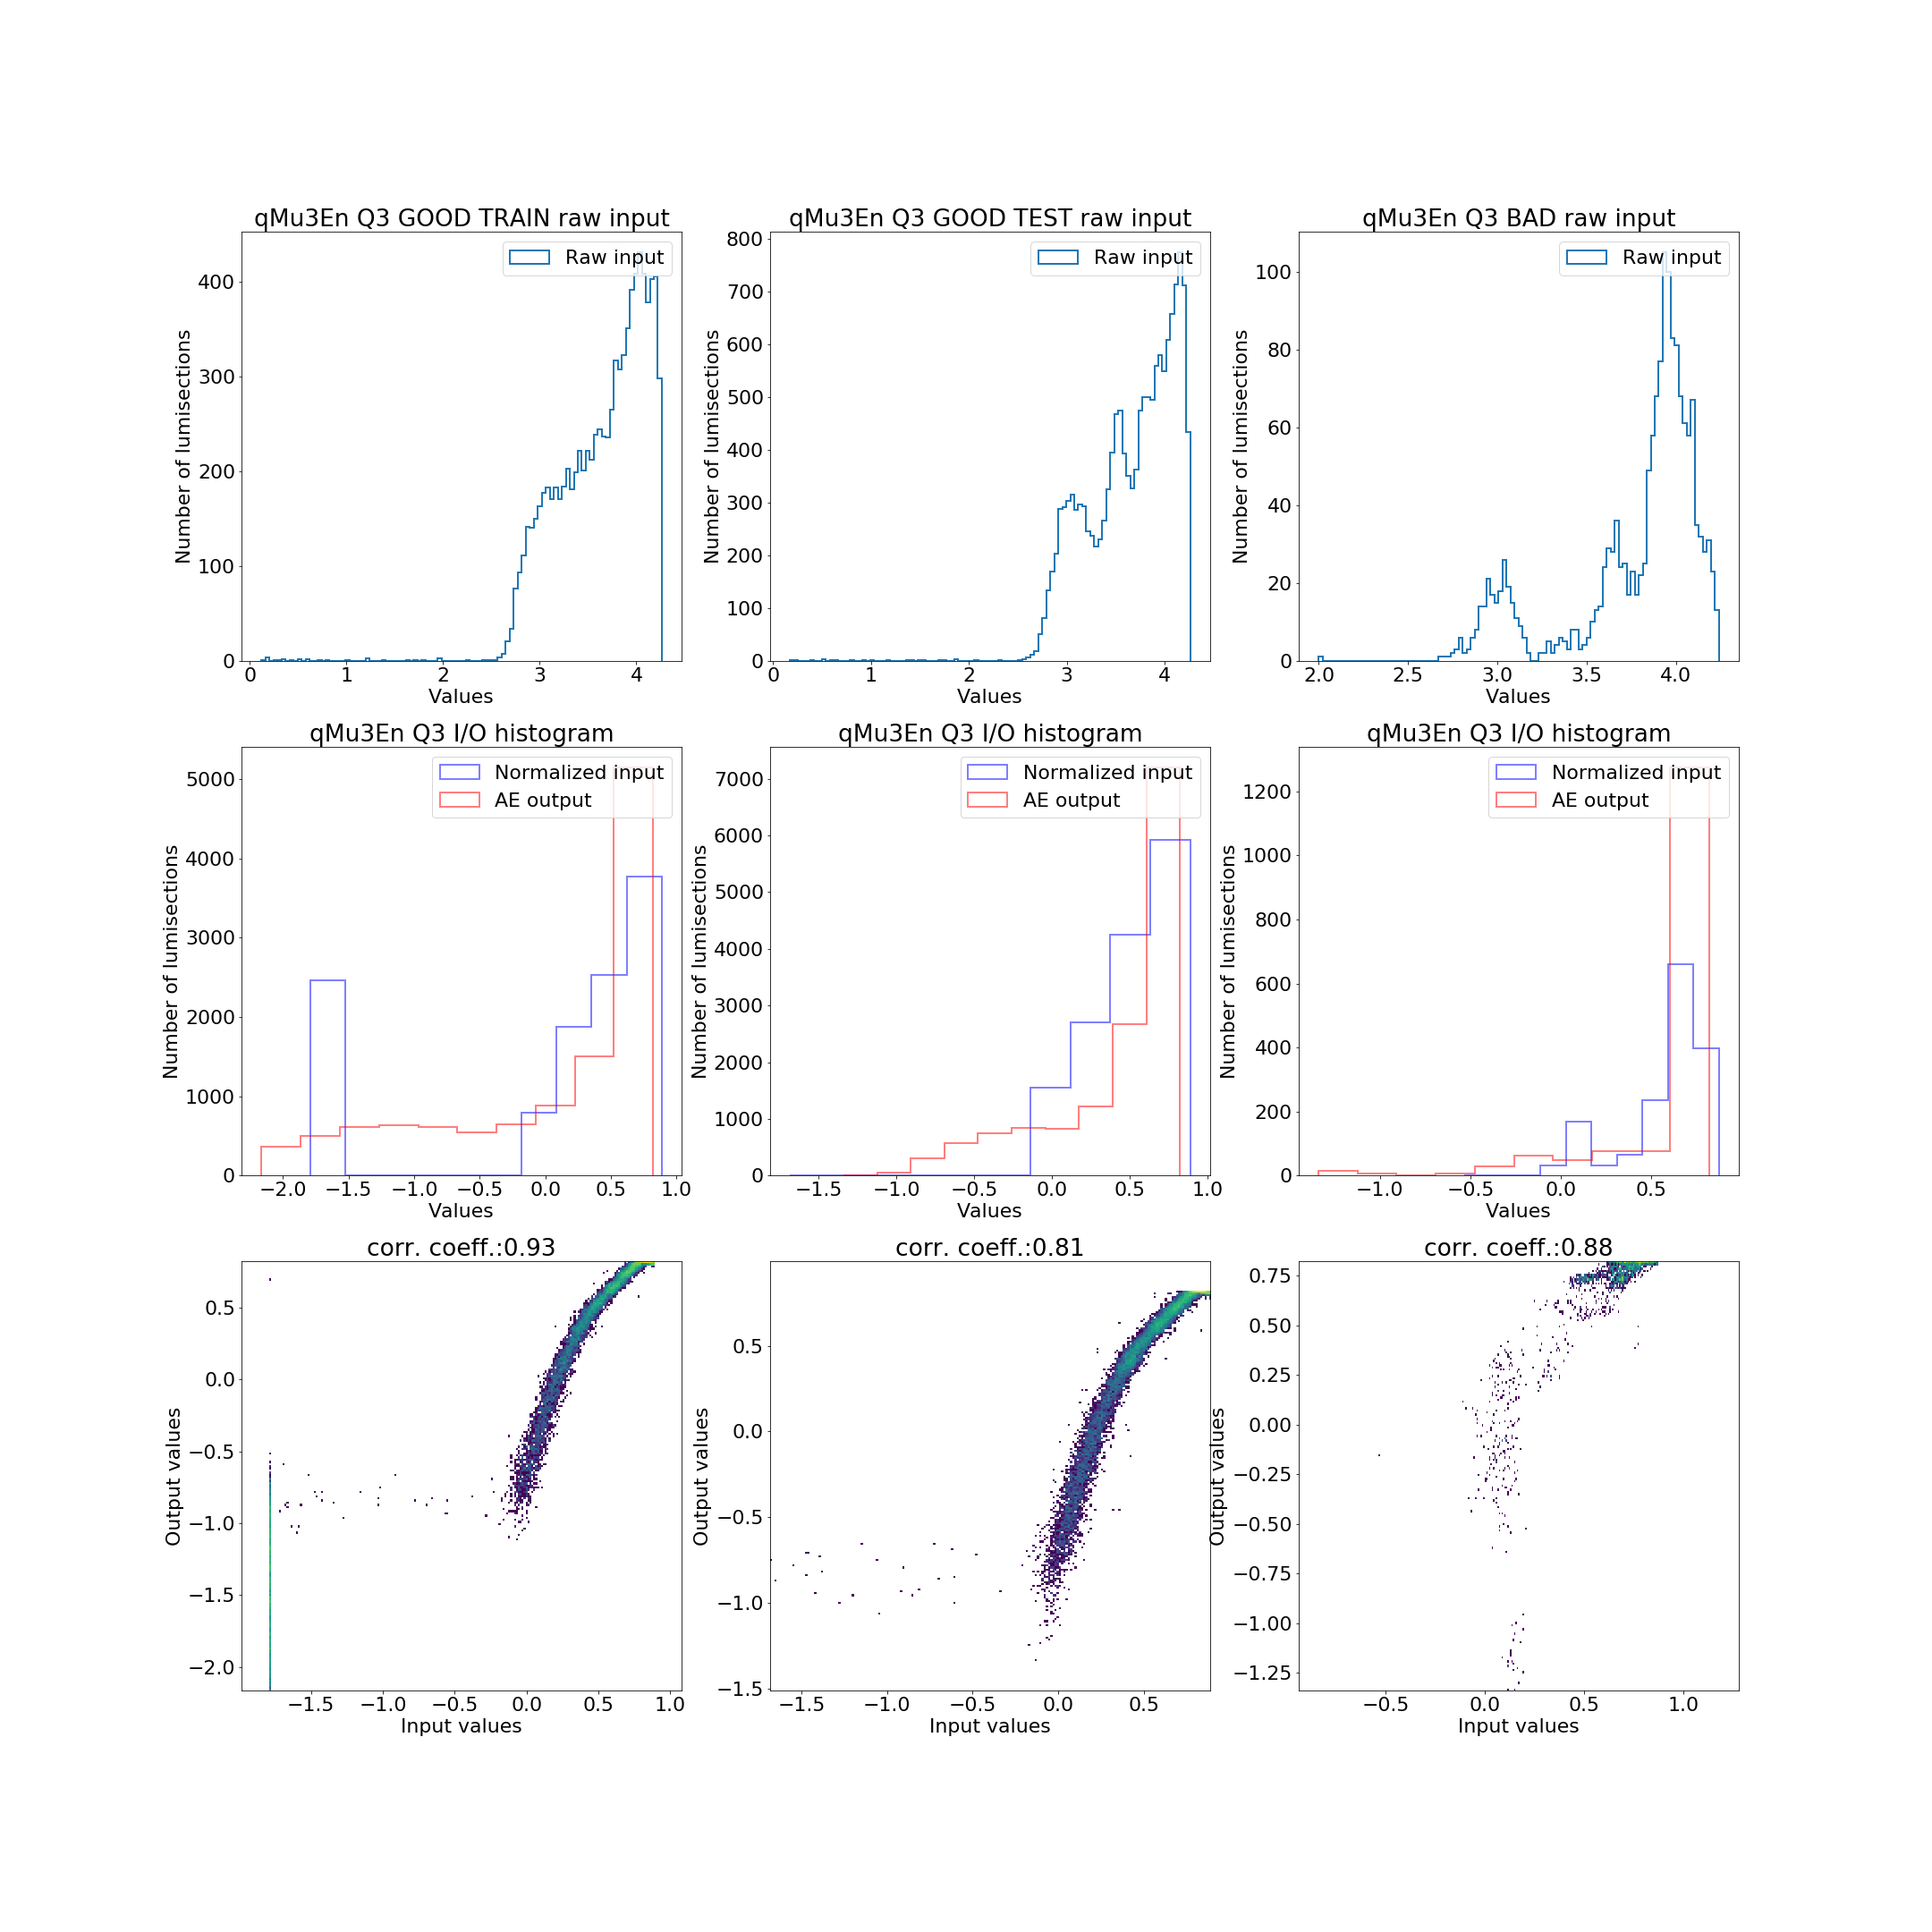 qMu3En Q3 GOOD TRAIN raw input
Raw input
Number of lumisections
400
300
200
100
0
0 1 2 3 4
Values
qMu3En Q3 GOOD TEST raw input
Raw input
Number of lumisections
800
700
600
500
400
300
200
100
0
0 1 2 3 4
Values
qMu3En Q3 BAD raw input
Raw input
Number of lumisections
100
80
60
40
20
0
2.0 2.5 3.0 3.5 4.0
Values
qMu3En Q3 I/O histogram
Normalized input
AE output
Number of lumisections
5000
4000
3000
2000
1000
0
−2.0 −1.5 −1.0 −0.5 0.0 0.5 1.0
Values
qMu3En Q3 I/O histogram
Normalized input
AE output
Number of lumisections
7000
6000
5000
4000
3000
2000
1000
0
−1.5 −1.0 −0.5 0.0 0.5 1.0
Values
qMu3En Q3 I/O histogram
Normalized input
AE output
Number of lumisections
1200
1000
800
600
400
200
0
−1.0 −0.5 0.0 0.5
Values
corr. coeff.:0.93
Output values
0.5
0.0
−0.5
−1.0
−1.5
−2.0
−1.5 −1.0 −0.5 0.0 0.5 1.0
Input values
corr. coeff.:0.81
Output values
0.5
0.0
−0.5
−1.0
−1.5
−1.5 −1.0 −0.5 0.0 0.5
Input values
corr. coeff.:0.88
Output values
0.75
0.50
0.25
0.00
−0.25
−0.50
−0.75
−1.00
−1.25
−0.5 0.0 0.5 1.0
Input values